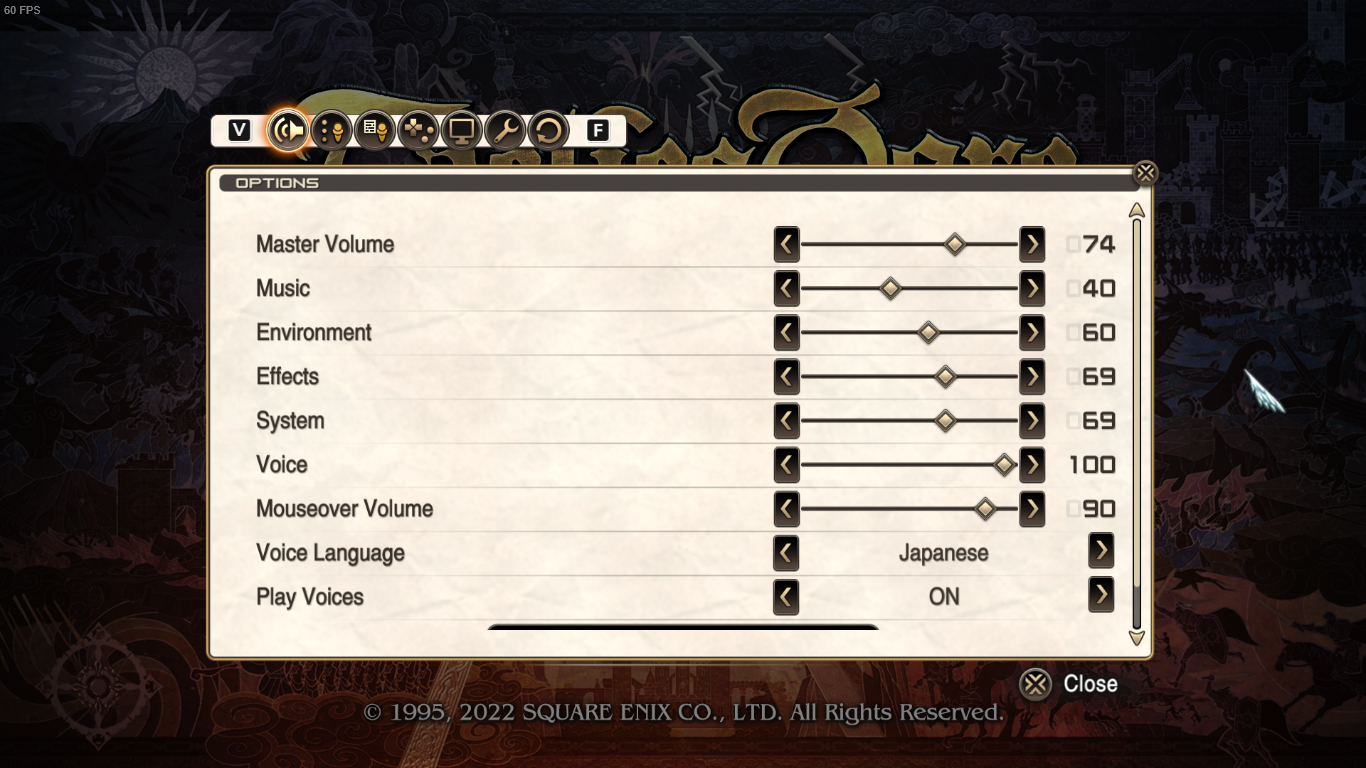 60 FPS
V F
OPTIONS
Master Volume 74
Music 40
Environment 60
Effects 69
System 69
Voice 100
Mouseover Volume 90
Voice Language Japanese
Play Voices ON
Close
© 1995, 2022 SQUARE ENIX CO., LTD. All Rights Reserved.